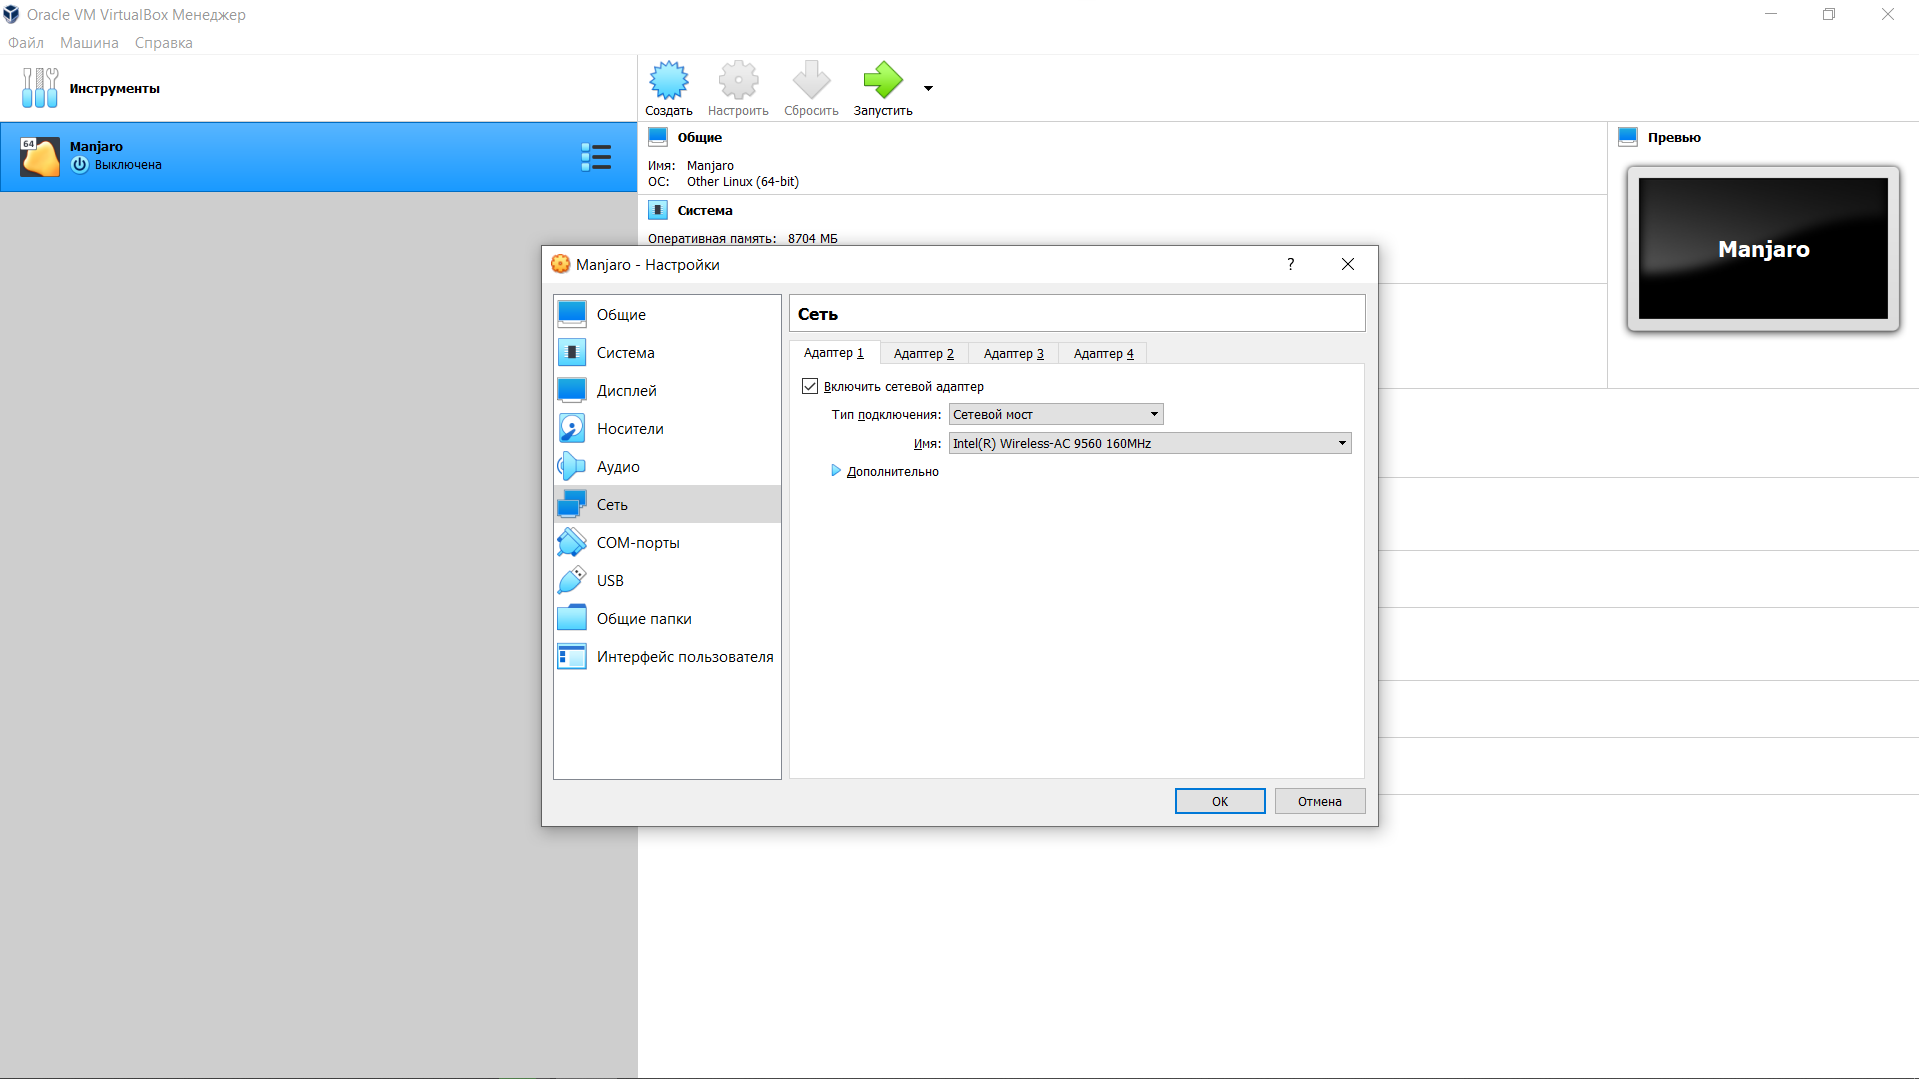 Oracle VM VirtualBox Менеджер
Файл Машина Справка
Инструменты
Создать Настроить Сбросить Запустить
64
Manjaro
Выключена
Общие
Имя: Manjaro
ОС: Other Linux (64-bit)
Система
Оперативная память: 8704 МБ
Превью
Manjaro
Manjaro - Настройки
?
Общие
Система
Дисплей
Носители
Аудио
Сеть
COM-порты
USB
Общие папки
Интерфейс пользователя
Сеть
Адаптер 1 Адаптер 2 Адаптер 3 Адаптер 4
Включить сетевой адаптер
Тип подключения: Сетевой мост
Имя: Intel(R) Wireless-AC 9560 160MHz
Дополнительно
OK Отмена